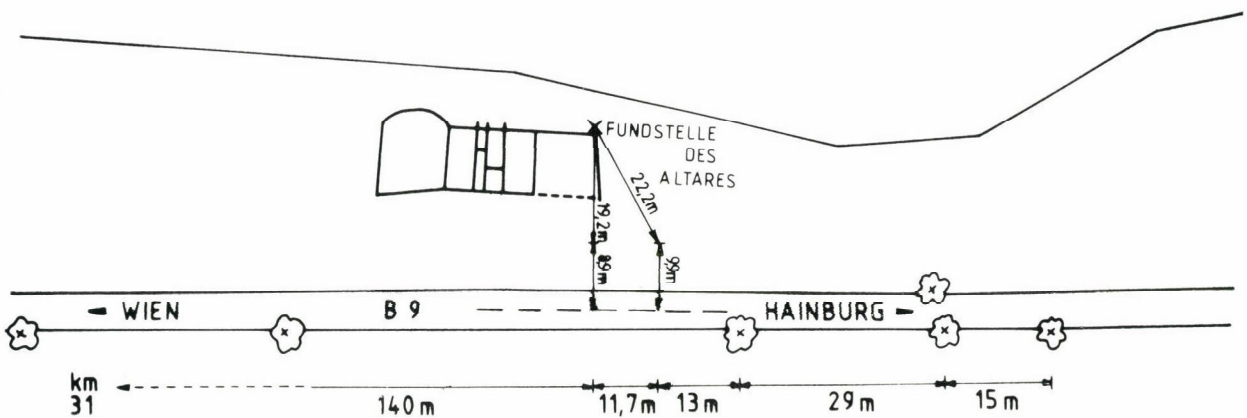 FUNDSTELLE
DES
ALTARES
22,2m
19,2m
8,9m
9,9m
WIEN B 9 HAINBURG
km
31 140 m 11,7m 13 m 29 m 15 m